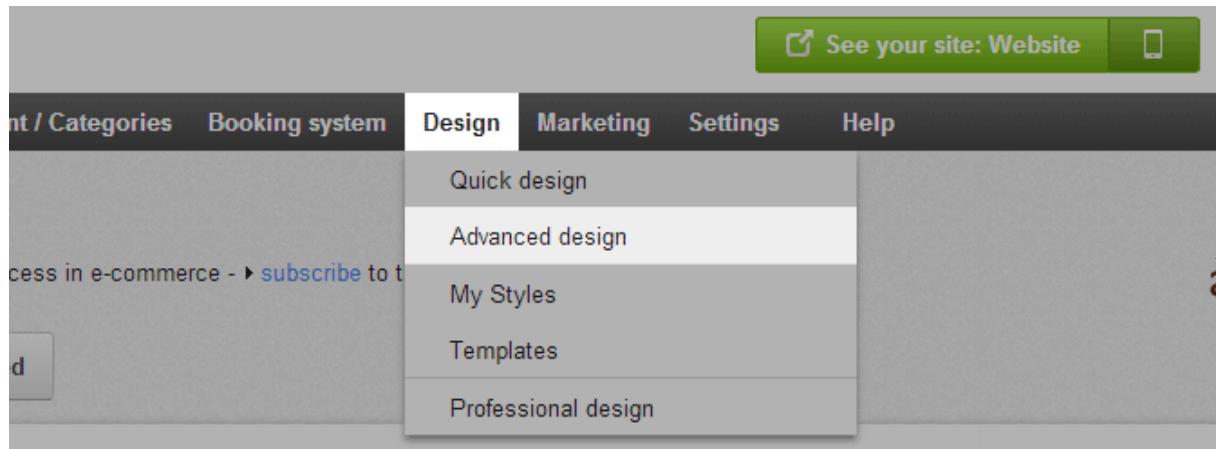 See your site: Website
nt / Categories Booking system Design Marketing Settings Help
Quick design
Advanced design
cess in e-commerce - ▸ subscribe to t
My Styles
Templates
d
Professional design